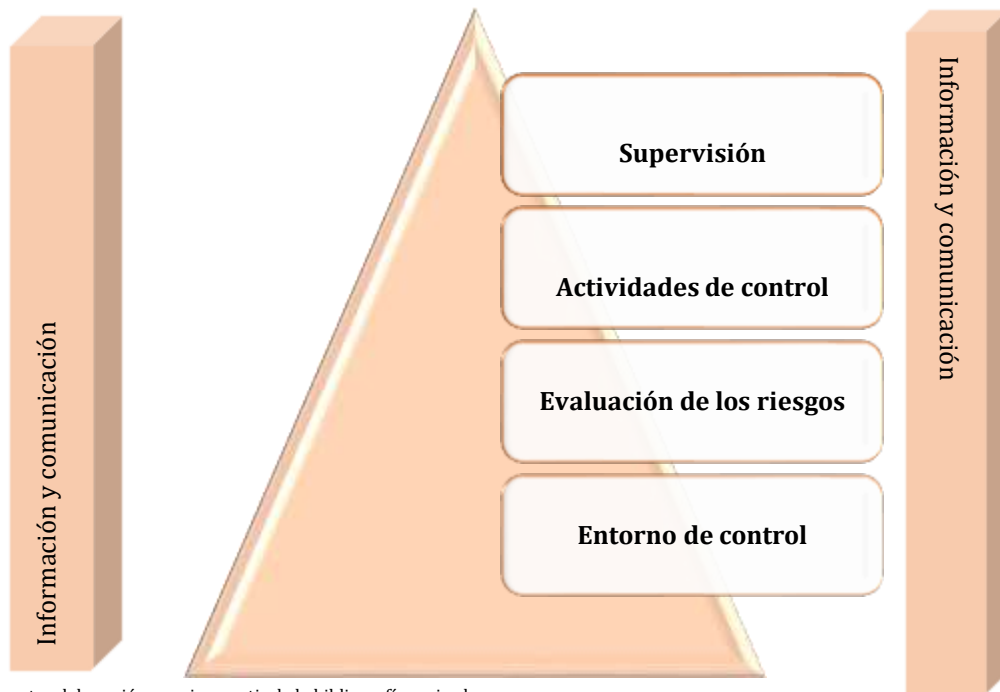 Información y comunicación
Supervisión
Actividades de control
Evaluación de los riesgos
Entorno de control
Información y comunicación